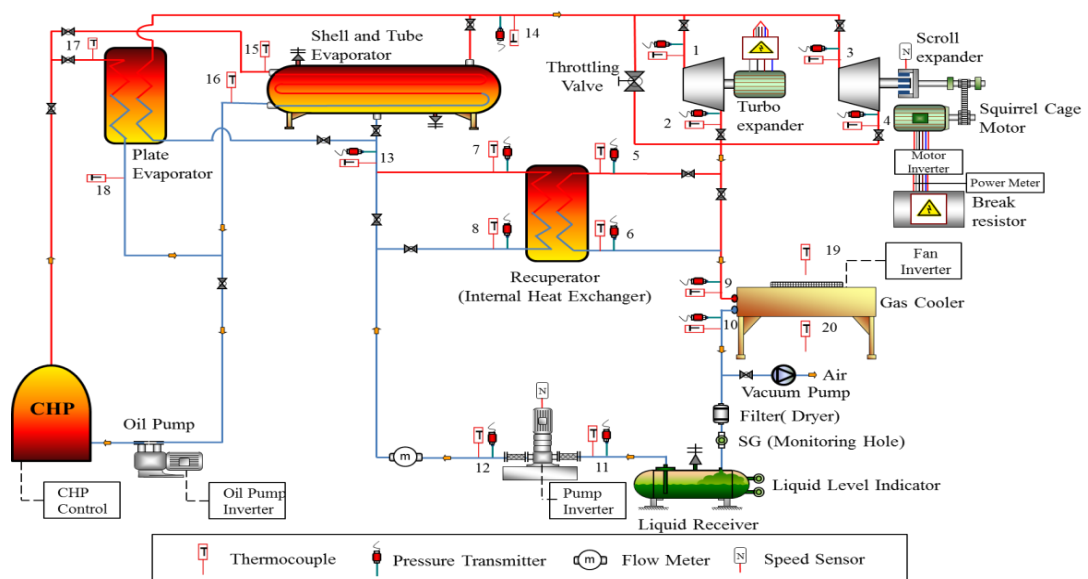 17
15
16
Shell and Tube
Evaporator
14
1
3
N
Scroll
expander
Throttling
Valve
Turbo
expander
2
4
Squirrel Cage
Motor
Motor
Inverter
Power Meter
Break
resistor
Plate
Evaporator
13
18
7
5
8
6
Recuperator
(Internal Heat Exchanger)
19
Fan
Inverter
9
Gas Cooler
10
20
Air
Vacuum Pump
Filter( Dryer)
SG (Monitoring Hole)
CHP
Oil Pump
N
12
11
m
Liquid Level Indicator
Liquid Receiver
CHP
Control
Oil Pump
Inverter
Pump
Inverter
T
Thermocouple
Pressure Transmitter
m
Flow Meter
N
Speed Sensor